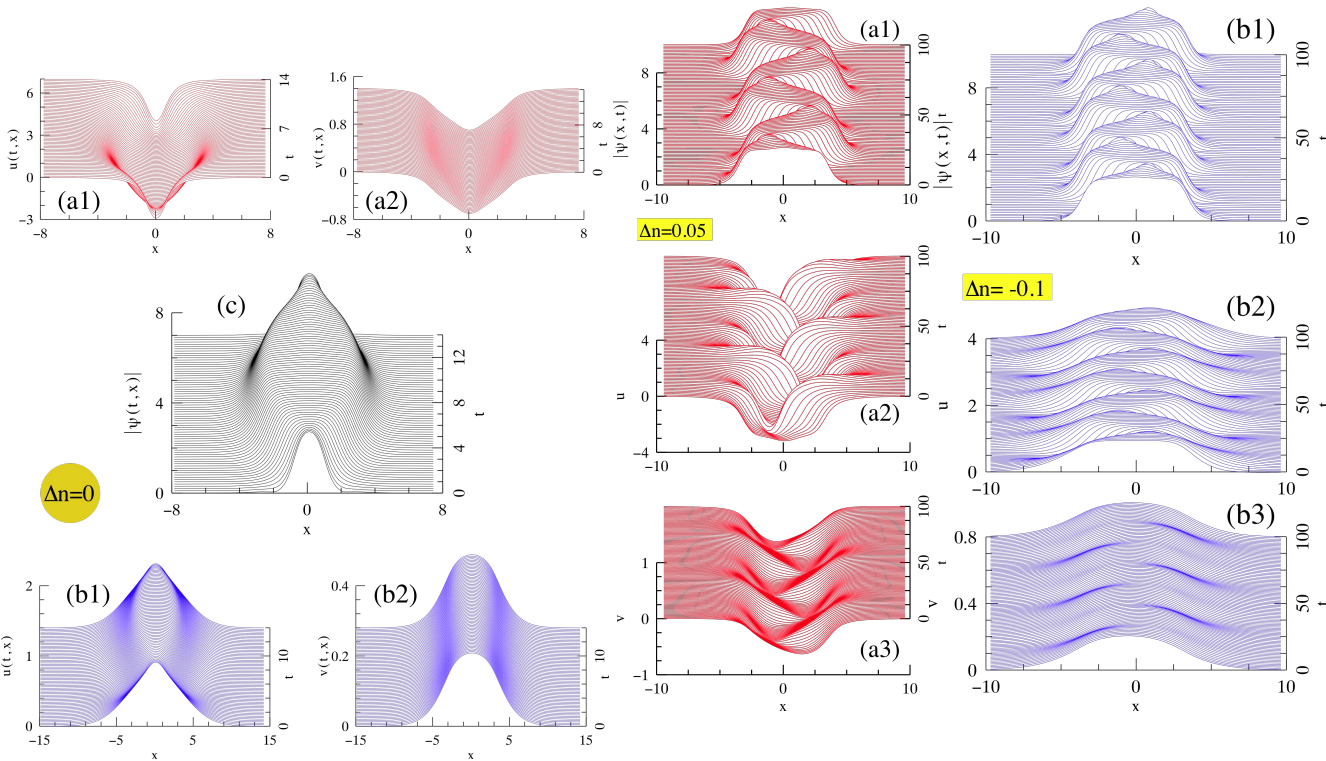 (a1)
u(t,x)
6
3
0
−3
14
7
0
t
−8
0
8
x
(a2)
v(t,x)
1.6
0.8
0
−0.8
8
0
t
−8
0
8
x
(c)
|ψ(t,x)|
8
4
0
12
8
4
0
t
−8
0
8
x
Δn=0
(b1)
u(t,x)
2
1
0
10
0
t
−15
−5
5
15
x
(b2)
v(t,x)
0.4
0.2
0
10
0
t
−15
−5
5
15
x
(a1)
|ψ(x,t)|
8
4
0
100
50
0
t
−10
0
10
x
Δn=0.05
(a2)
u
4
0
−4
100
50
0
t
−10
0
10
x
(a3)
v
1
0
−1
100
50
0
t
−10
0
10
x
(b1)
|ψ(x,t)|
8
6
4
2
0
100
50
0
t
−10
0
10
x
Δn= -0.1
(b2)
u
4
2
0
100
50
0
t
−10
0
10
x
(b3)
v
0.8
0.4
0
100
50
0
t
−10
0
10
x